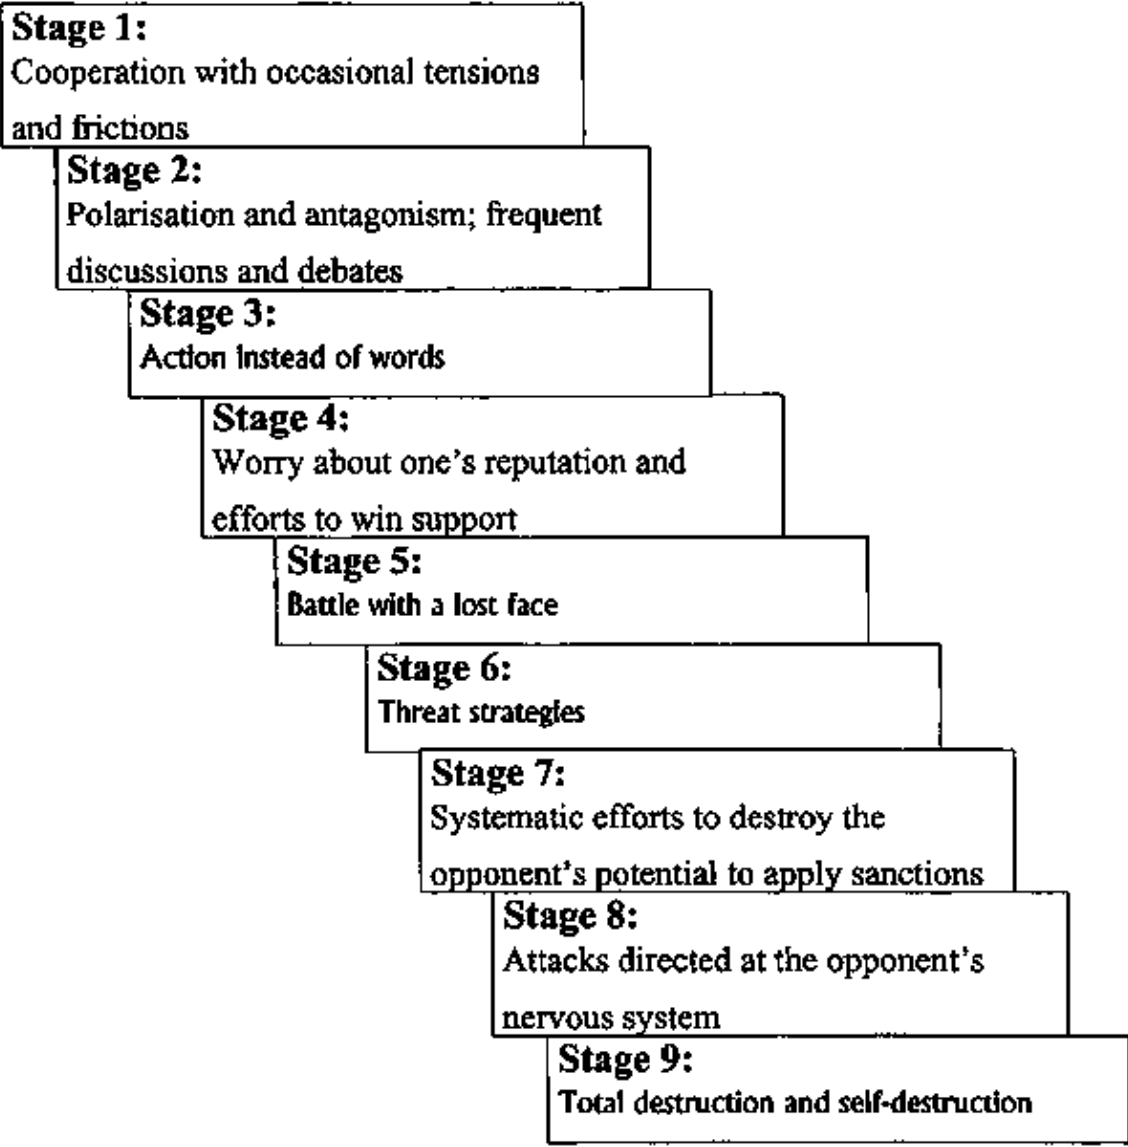 Stage 1:
Cooperation with occasional tensions
and frictions
Stage 2:
Polarisation and antagonism; frequent
discussions and debates
Stage 3:
Action instead of words
Stage 4:
Worry about one's reputation and
efforts to win support
Stage 5:
Battle with a lost face
Stage 6:
Threat strategies
Stage 7:
Systematic efforts to destroy the
opponent's potential to apply sanctions
Stage 8:
Attacks directed at the opponent's
nervous system
Stage 9:
Total destruction and self-destruction